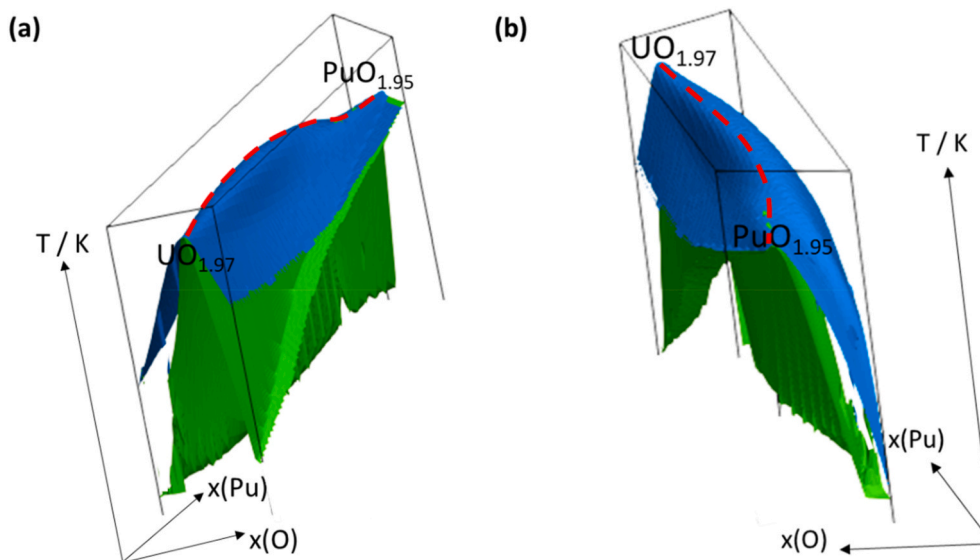 (a)
PuO1.95
T / K
UO1.97
x(Pu)
x(O)
(b)
UO1.97
T / K
PuO1.95
x(Pu)
x(O)